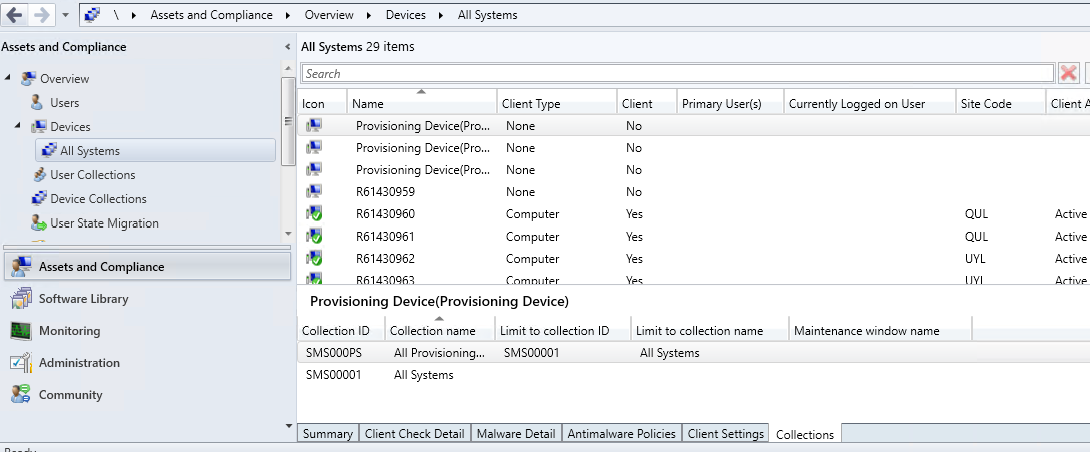 \ Assets and Compliance Overview Devices All Systems
Assets and Compliance
Overview
Users
Devices
All Systems
User Collections
Device Collections
User State Migration
Assets and Compliance
Software Library
Monitoring
Administration
Community
All Systems 29 items
Search
Icon Name Client Type Client Primary User(s) Currently Logged on User Site Code Client A
Provisioning Device(Pro... None No
Provisioning Device(Pro... None No
Provisioning Device(Pro... None No
R61430959 None No
R61430960 Computer Yes QUL Active
R61430961 Computer Yes QUL Active
R61430962 Computer Yes UYL Active
R61430963 Computer Yes UYL Active
Provisioning Device(Provisioning Device)
Collection ID Collection name Limit to collection ID Limit to collection name Maintenance window name
SMS000PS All Provisioning... SMS00001 All Systems
SMS00001 All Systems
Summary Client Check Detail Malware Detail Antimalware Policies Client Settings Collections
Ready